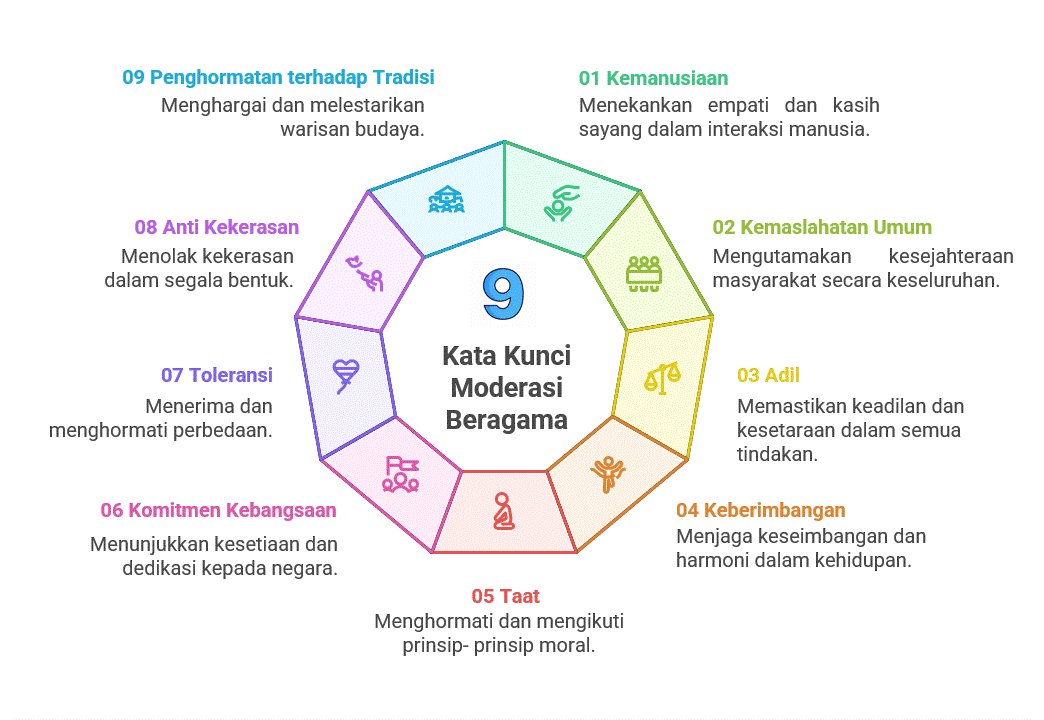 9
Kata Kunci
Moderasi
Beragama
01 Kemanusiaan
Menekankan empati dan kasih
sayang dalam interaksi manusia.
02 Kemaslahatan Umum
Mengutamakan kesejahteraan
masyarakat secara keseluruhan.
03 Adil
Memastikan keadilan dan
kesetaraan dalam semua
tindakan.
04 Keberimbangan
Menjaga keseimbangan dan
harmoni dalam kehidupan.
05 Taat
Menghormati dan mengikuti
prinsip- prinsip moral.
06 Komitmen Kebangsaan
Menunjukkan kesetiaan dan
dedikasi kepada negara.
07 Toleransi
Menerima dan
menghormati perbedaan.
08 Anti Kekerasan
Menolak kekerasan
dalam segala bentuk.
09 Penghormatan terhadap Tradisi
Menghargai dan melestarikan
warisan budaya.